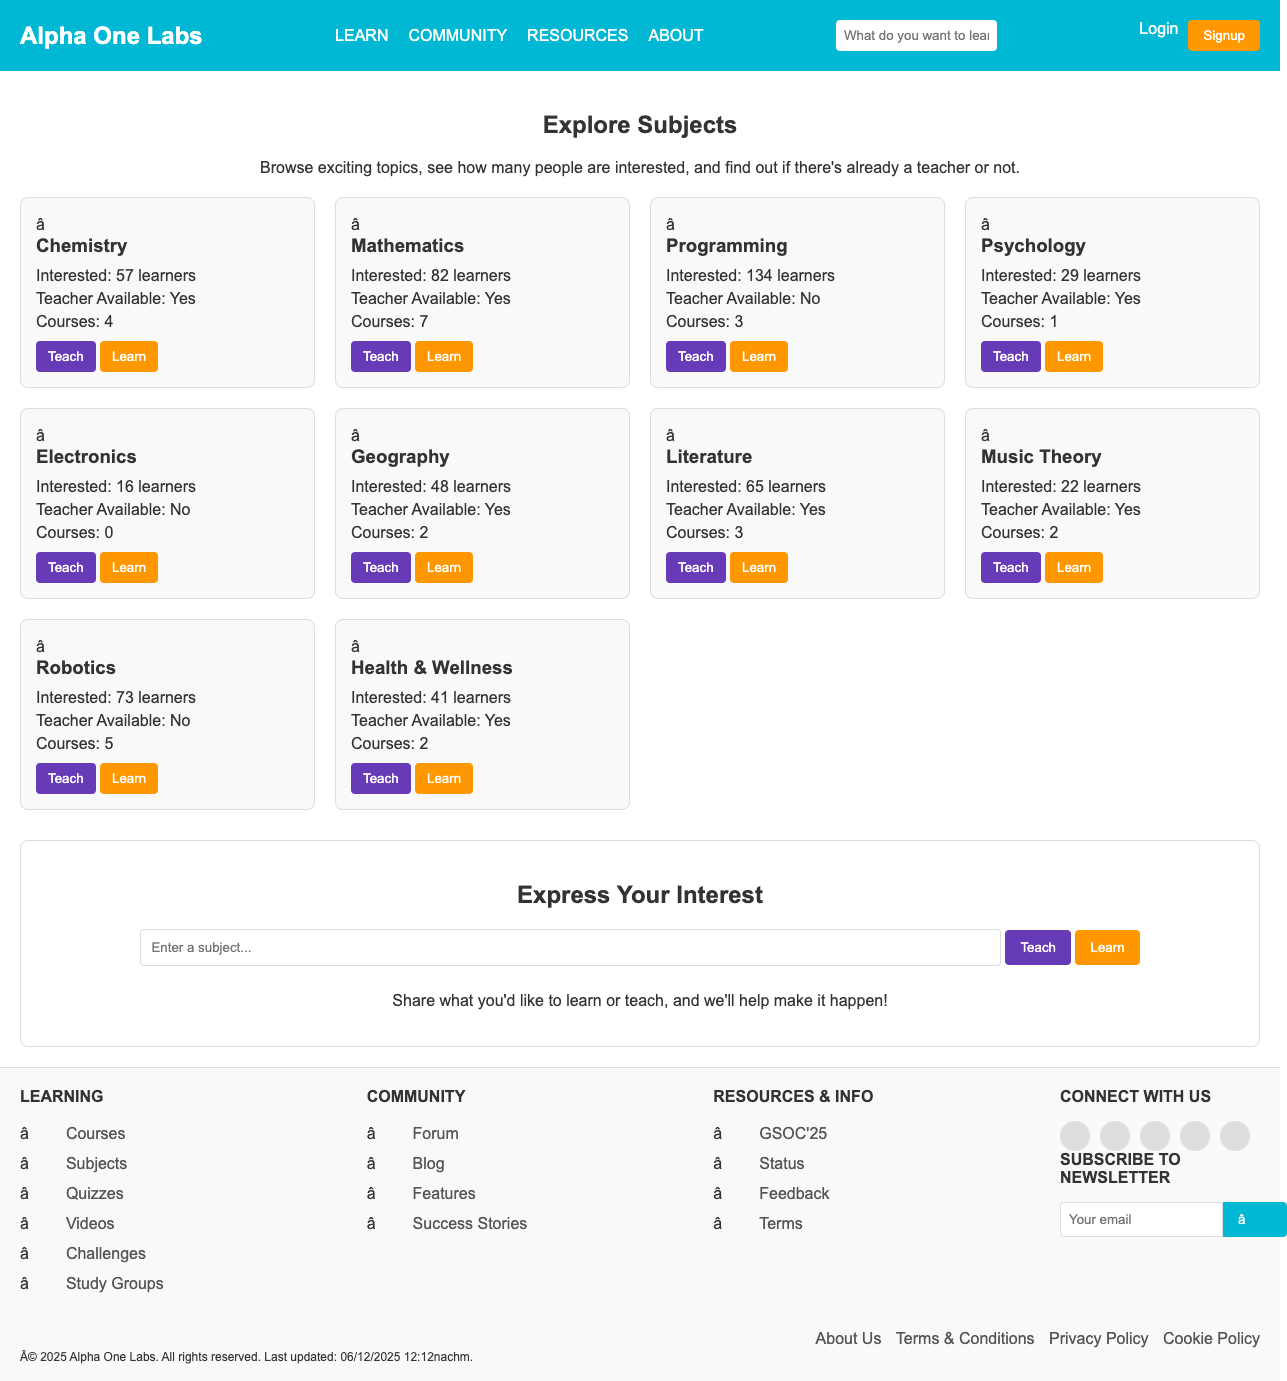 Alpha One Labs
LEARN COMMUNITY RESOURCES ABOUT
What do you want to lear
Login Signup
Explore Subjects
Browse exciting topics, see how many people are interested, and find out if there's already a teacher or not.
â
Chemistry
Interested: 57 learners
Teacher Available: Yes
Courses: 4
Teach Learn
â
Mathematics
Interested: 82 learners
Teacher Available: Yes
Courses: 7
Teach Learn
â
Programming
Interested: 134 learners
Teacher Available: No
Courses: 3
Teach Learn
â
Psychology
Interested: 29 learners
Teacher Available: Yes
Courses: 1
Teach Learn
â
Electronics
Interested: 16 learners
Teacher Available: No
Courses: 0
Teach Learn
â
Geography
Interested: 48 learners
Teacher Available: Yes
Courses: 2
Teach Learn
â
Literature
Interested: 65 learners
Teacher Available: Yes
Courses: 3
Teach Learn
â
Music Theory
Interested: 22 learners
Teacher Available: Yes
Courses: 2
Teach Learn
â
Robotics
Interested: 73 learners
Teacher Available: No
Courses: 5
Teach Learn
â
Health & Wellness
Interested: 41 learners
Teacher Available: Yes
Courses: 2
Teach Learn
Express Your Interest
Enter a subject... Teach Learn
Share what you'd like to learn or teach, and we'll help make it happen!
LEARNING
â Courses
â Subjects
â Quizzes
â Videos
â Challenges
â Study Groups
COMMUNITY
â Forum
â Blog
â Features
â Success Stories
RESOURCES & INFO
â GSOC'25
â Status
â Feedback
â Terms
CONNECT WITH US
SUBSCRIBE TO
NEWSLETTER
Your email â
About Us Terms & Conditions Privacy Policy Cookie Policy
Â© 2025 Alpha One Labs. All rights reserved. Last updated: 06/12/2025 12:12nachm.